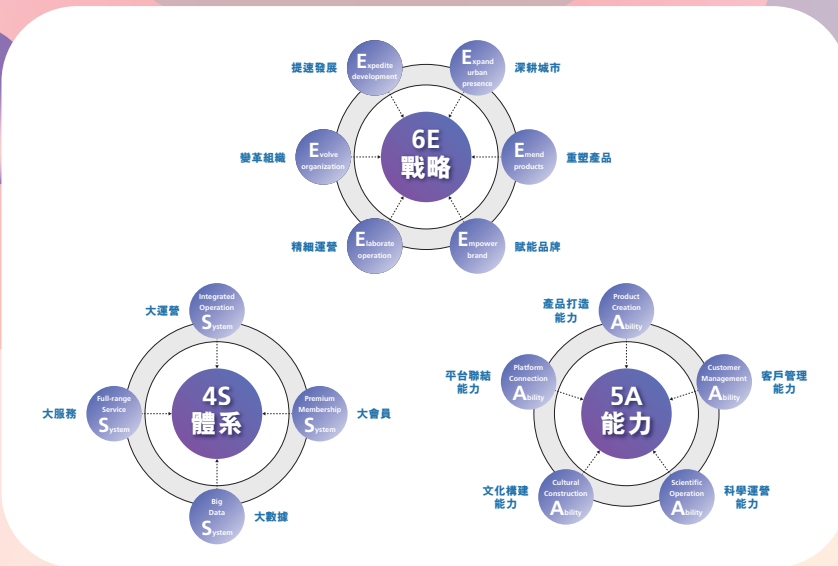 提速發展
Expedite
development
Expand
urban
presence
深耕城市
變革組織
Evolve
organization
6E
戰略
Emend
products
重塑產品
精細運營
Elaborate
operation
Empower
brand
賦能品牌
大運營
Integrated
Operation
System
大服務
Full-range
Service
System
4S
體系
Premium
Membership
System
大會員
Big
Data
System
大數據
產品打造
能力
Product
Creation
Ability
平台聯結
能力
Platform
Connection
Ability
5A
能力
Customer
Management
Ability
客戶管理
能力
文化構建
能力
Cultural
Construction
Ability
Scientific
Operation
Ability
科學運營
能力